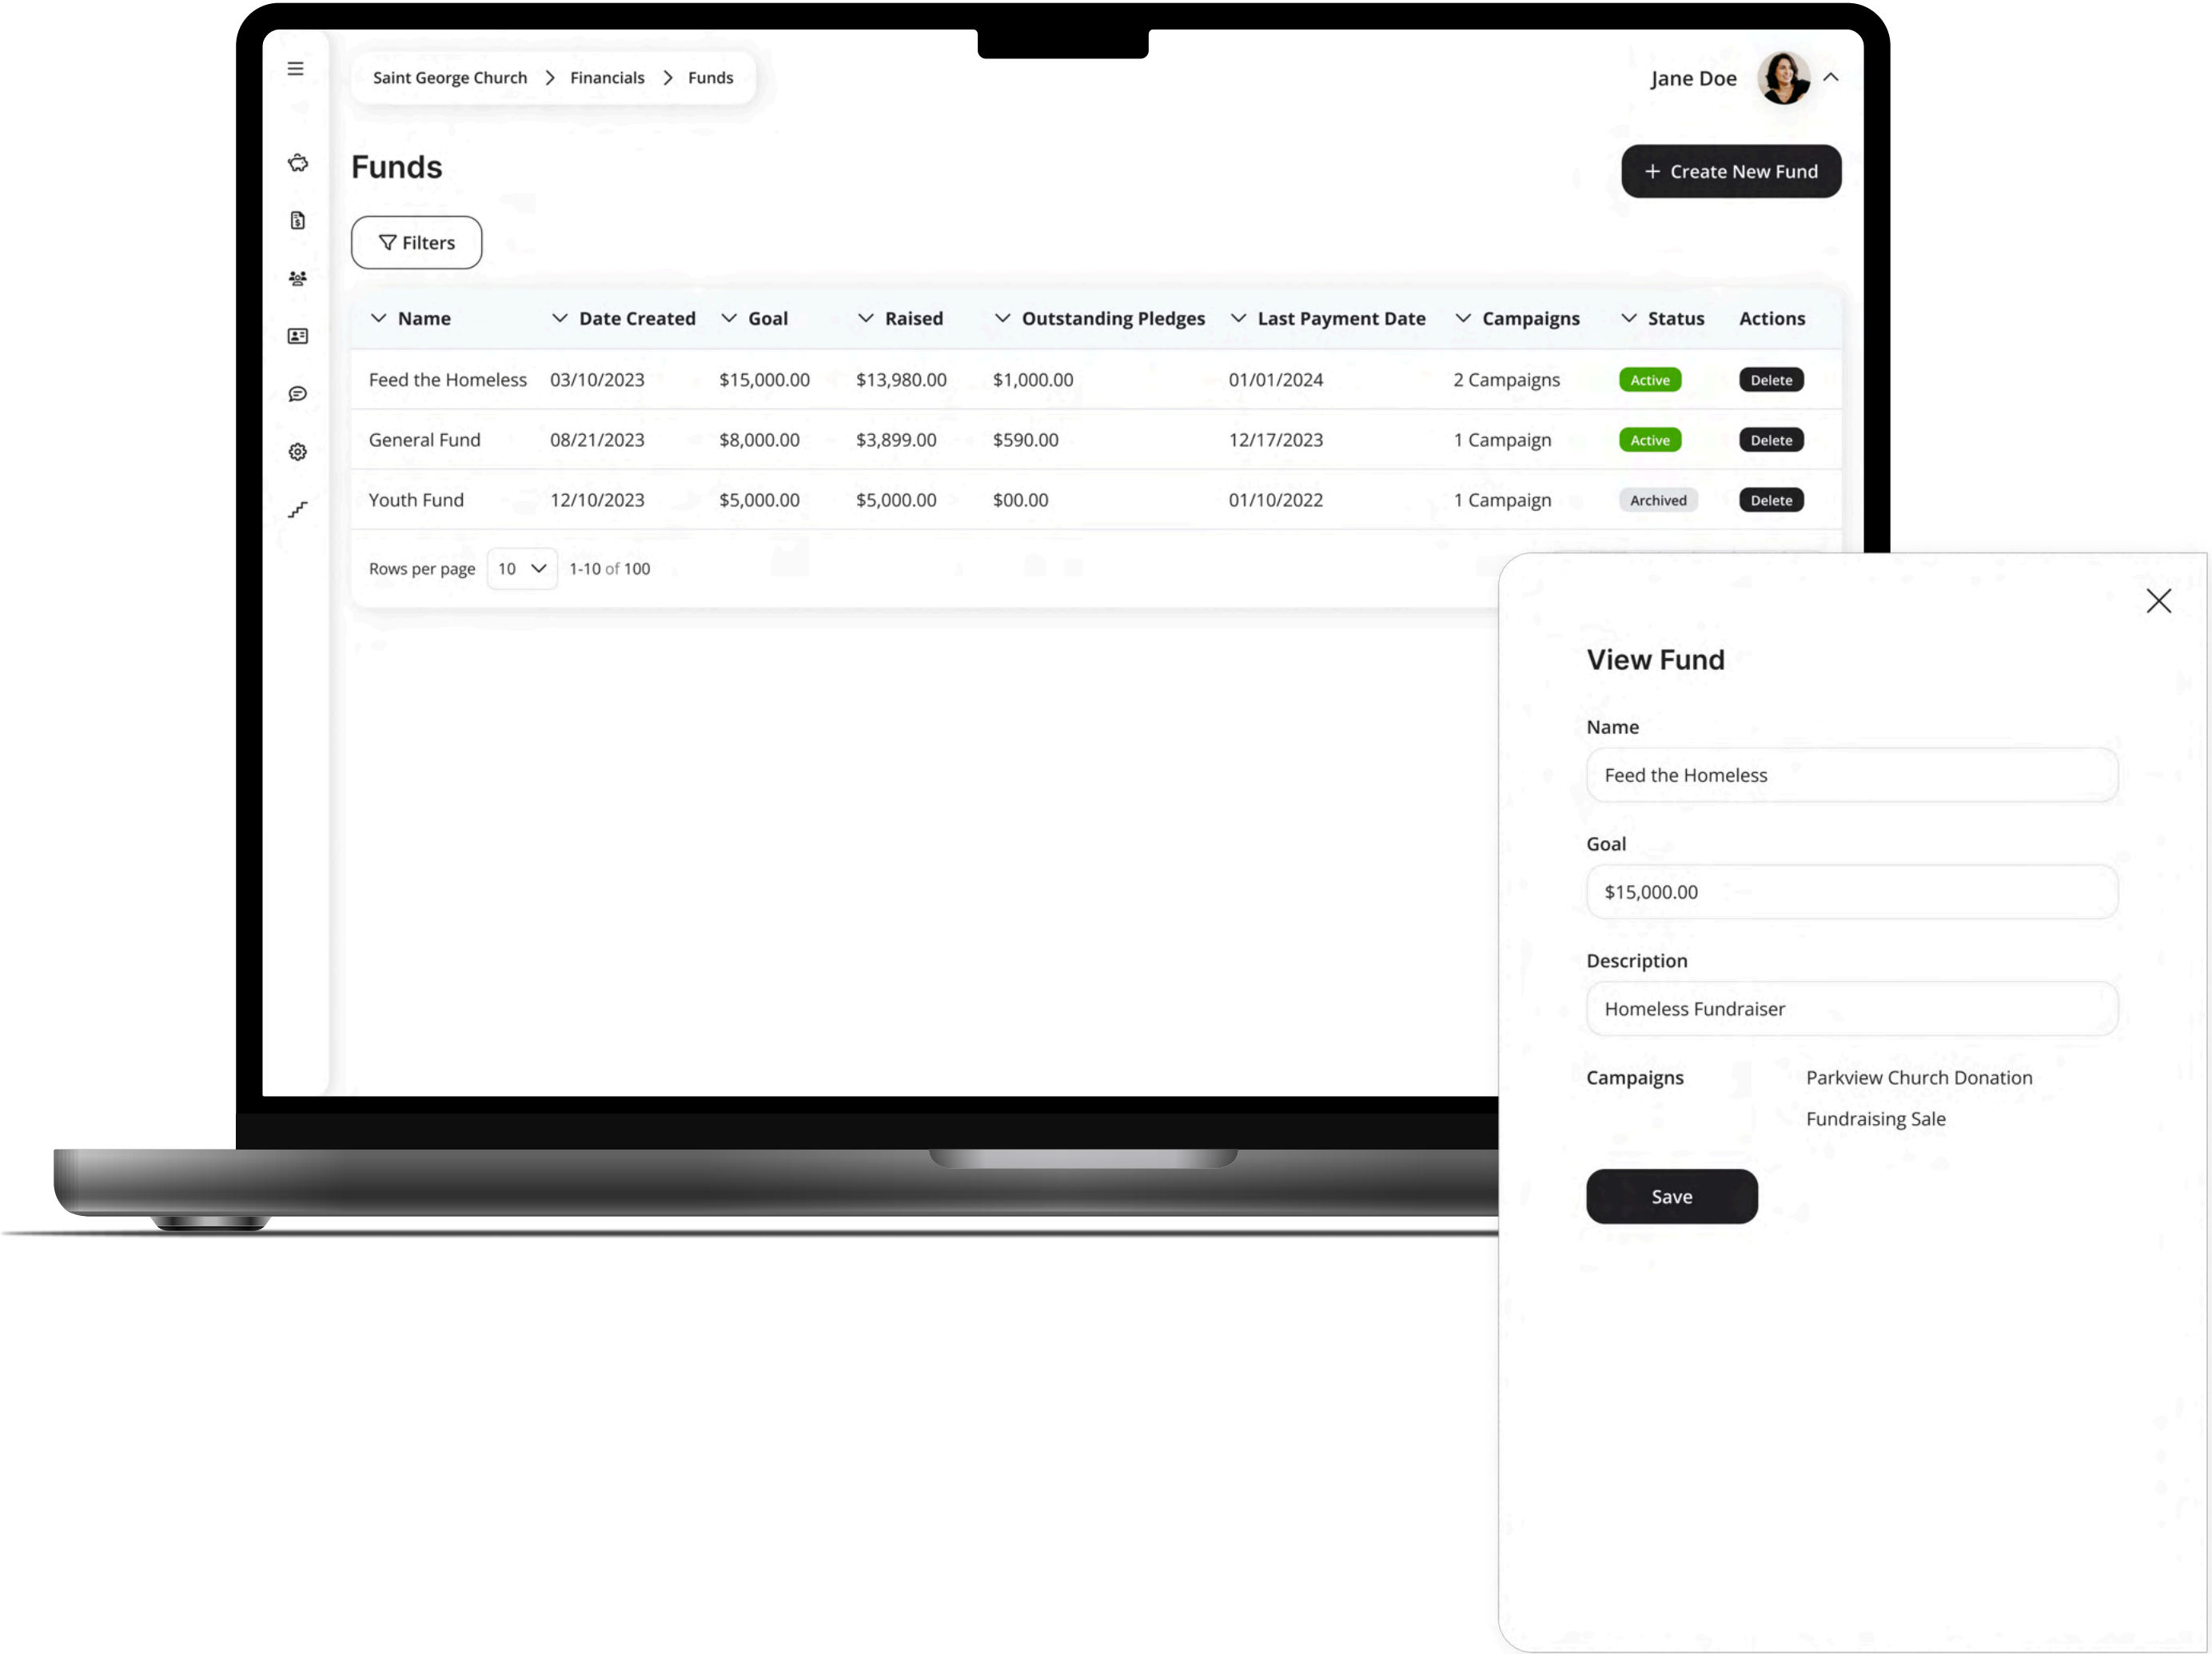 Saint George Church > Financials > Funds
Jane Doe
Funds
+ Create New Fund
Filters
Name Date Created Goal Raised Outstanding Pledges Last Payment Date Campaigns Status Actions
Feed the Homeless 03/10/2023 $15,000.00 $13,980.00 $1,000.00 01/01/2024 2 Campaigns Active Delete
General Fund 08/21/2023 $8,000.00 $3,899.00 $590.00 12/17/2023 1 Campaign Active Delete
Youth Fund 12/10/2023 $5,000.00 $5,000.00 $00.00 01/10/2022 1 Campaign Archived Delete
Rows per page 10 1-10 of 100
View Fund
Name
Feed the Homeless
Goal
$15,000.00
Description
Homeless Fundraiser
Campaigns Parkview Church Donation
Fundraising Sale
Save